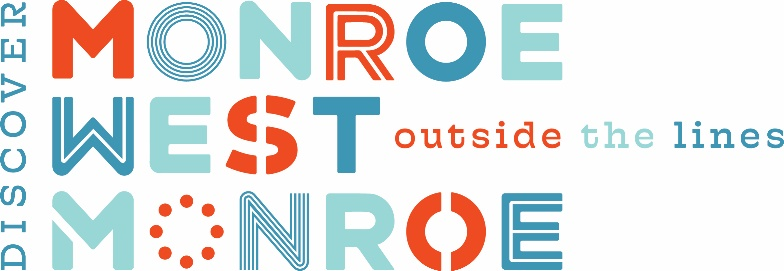 DISCOVER
MONROE
WEST outside the lines
MONROE